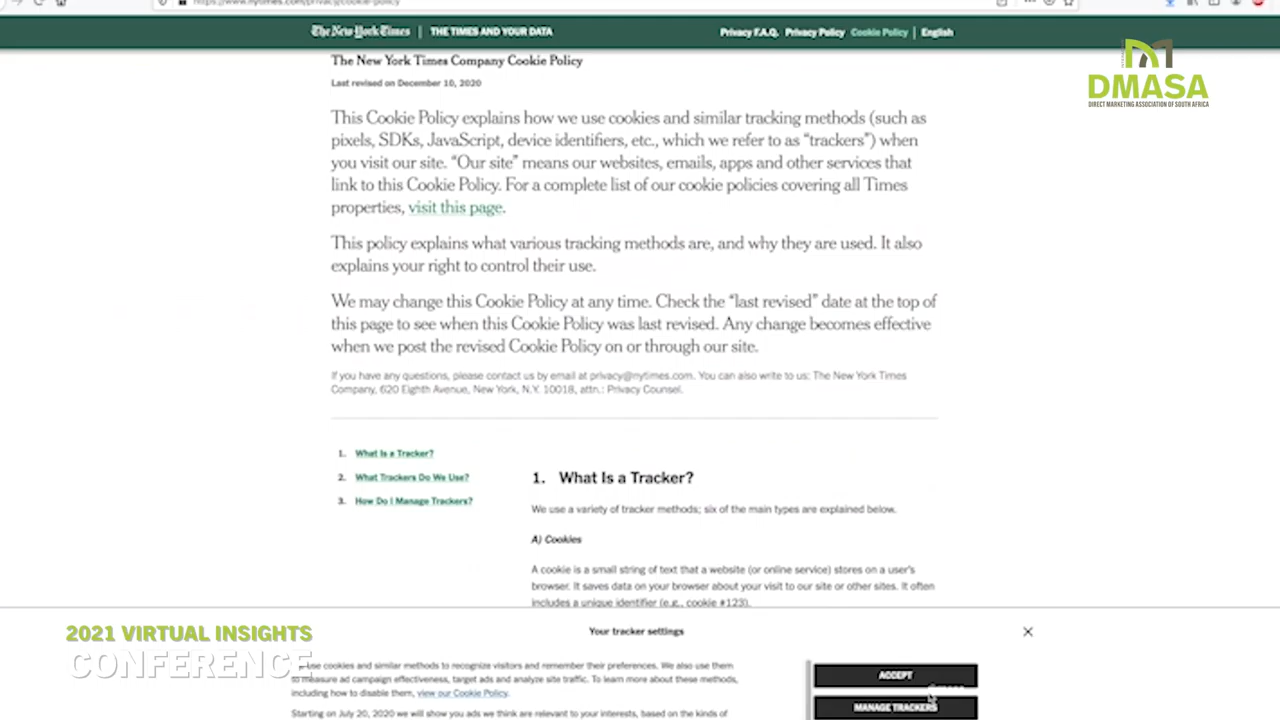 https://www.nytimes.com/privacy/cookie-policy
The New York Times | THE TIMES AND YOUR DATA
Privacy F.A.Q. Privacy Policy Cookie Policy | English
DMASA
DIRECT MARKETING ASSOCIATION OF SOUTH AFRICA
The New York Times Company Cookie Policy
Last revised on December 10, 2020
This Cookie Policy explains how we use cookies and similar tracking methods (such as
pixels, SDKs, JavaScript, device identifiers, etc., which we refer to as “trackers”) when
you visit our site. “Our site” means our websites, emails, apps and other services that
link to this Cookie Policy. For a complete list of our cookie policies covering all Times
properties, visit this page.
This policy explains what various tracking methods are, and why they are used. It also
explains your right to control their use.
We may change this Cookie Policy at any time. Check the “last revised” date at the top of
this page to see when this Cookie Policy was last revised. Any change becomes effective
when we post the revised Cookie Policy on or through our site.
If you have any questions, please contact us by email at privacy@nytimes.com. You can also write to us: The New York Times
Company, 620 Eighth Avenue, New York, N.Y. 10018, attn.: Privacy Counsel.
1. What Is a Tracker?
2. What Trackers Do We Use?
3. How Do I Manage Trackers?
1. What Is a Tracker?
We use a variety of tracker methods; six of the main types are explained below.
A) Cookies
A cookie is a small string of text that a website (or online service) stores on a user's
browser. It saves data on your browser about your visit to our site or other sites. It often
includes a unique identifier (e.g., cookie #123).
2021 VIRTUAL INSIGHTS
CONFERENCE
Your tracker settings
use cookies and similar methods to recognize visitors and remember their preferences. We also use them
to measure ad campaign effectiveness, target ads and analyze site traffic. To learn more about these methods,
including how to disable them, view our Cookie Policy.
Starting on July 20, 2020 we will show you ads we think are relevant to your interests, based on the kinds of
ACCEPT
MANAGE TRACKERS